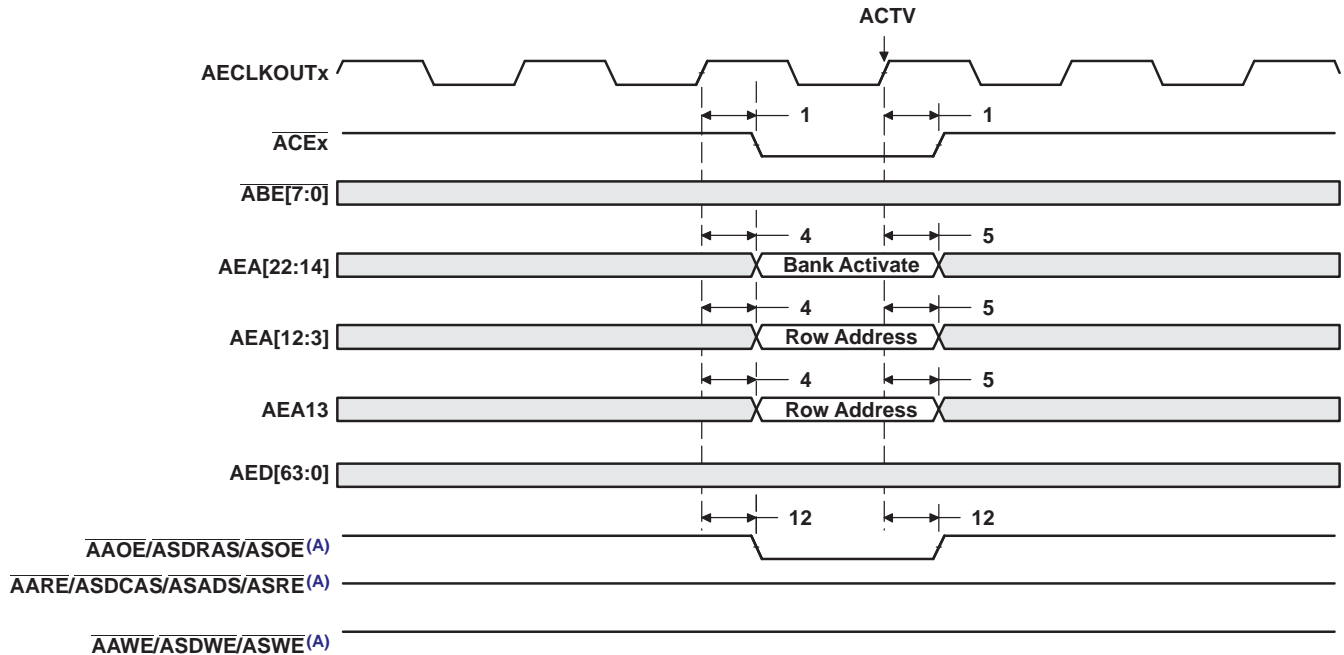 ACTV
AECLKOUTx
1 1
ACEx
ABE[7:0]
4 5
AEA[22:14] Bank Activate
4 5
AEA[12:3] Row Address
4 5
AEA13 Row Address
AED[63:0]
12 12
AAOE/ASDRAS/ASOE(A)
AARE/ASDCAS/ASADS/ASRE(A)
AAWE/ASDWE/ASWE(A)